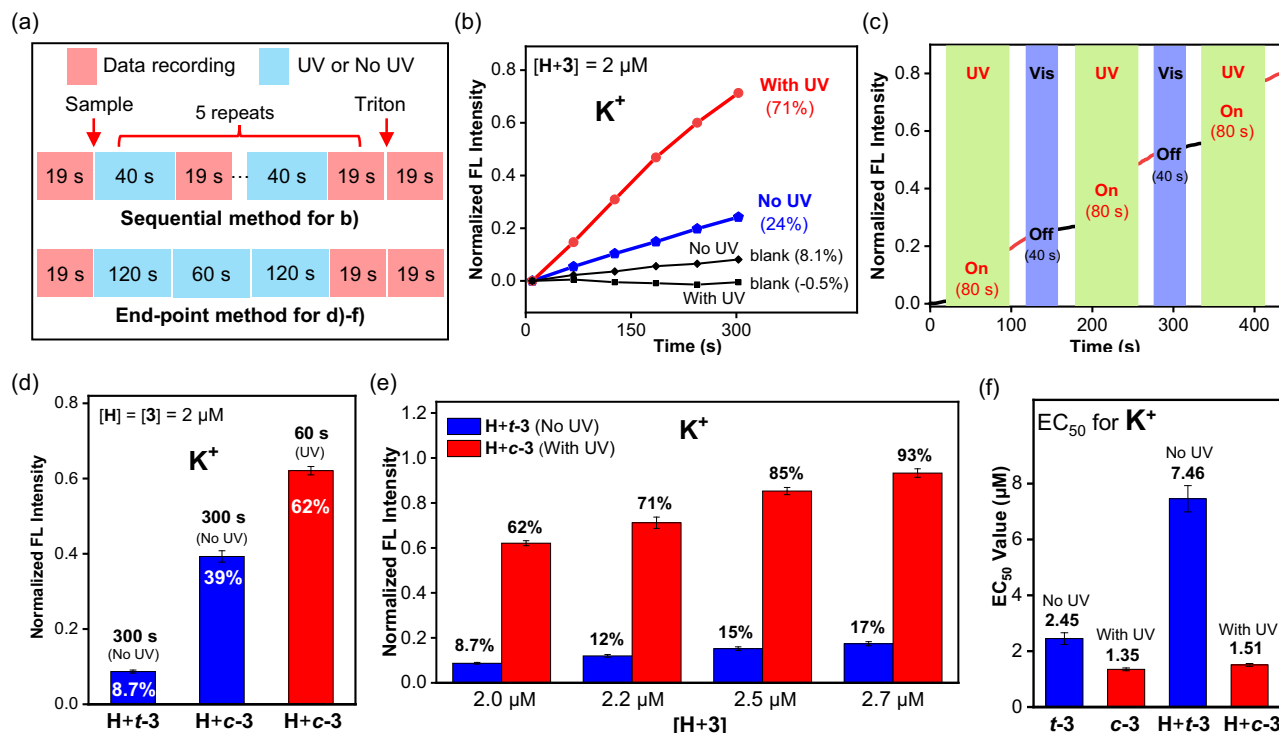 (a)
Data recording
UV or No UV
Sample
5 repeats
Triton
19 s
40 s
19 s
···
40 s
19 s
19 s
Sequential method for b)
19 s
120 s
60 s
120 s
19 s
19 s
End-point method for d)-f)
(b)
Normalized FL Intensity
0.8
0.6
0.4
0.2
0.0
[H+3] = 2 µM
K⁺
With UV
(71%)
No UV
(24%)
No UV
blank (8.1%)
blank (-0.5%)
With UV
0
150
300
450
Time (s)
(c)
Normalized FL Intensity
0.8
0.6
0.4
0.2
0.0
UV
Vis
UV
Vis
UV
On
(80 s)
Off
(40 s)
On
(80 s)
Off
(40 s)
On
(80 s)
0
100
200
300
400
Time (s)
(d)
Normalized FL Intensity
0.8
0.6
0.4
0.2
0.0
[H] = [3] = 2 µM
K⁺
300 s
(No UV)
8.7%
300 s
(No UV)
39%
60 s
(UV)
62%
H+t-3
H+c-3
H+c-3
(e)
Normalized FL Intensity
1.2
1.0
0.8
0.6
0.4
0.2
0.0
H+t-3 (No UV)
H+c-3 (With UV)
K⁺
8.7%
62%
12%
71%
15%
85%
17%
93%
2.0 µM
2.2 µM
2.5 µM
2.7 µM
[H+3]
(f)
EC₅₀ Value (µM)
8
6
4
2
0
EC₅₀ for K⁺
No UV
2.45
With UV
1.35
No UV
7.46
With UV
1.51
t-3
c-3
H+t-3
H+c-3